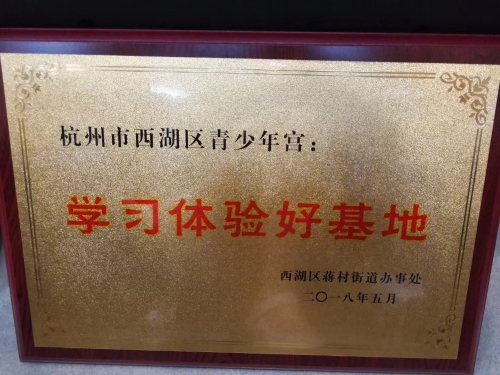 杭州市西湖区青少年宫：
学习体验好基地
西湖区蒋村街道办事处
二〇一八年五月